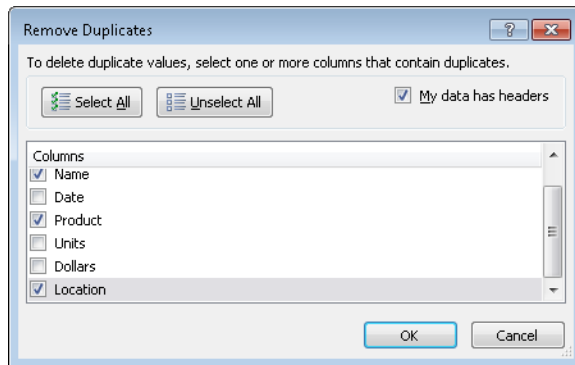 Remove Duplicates
To delete duplicate values, select one or more columns that contain duplicates.
Select All
Unselect All
My data has headers
Columns
Name
Date
Product
Units
Dollars
Location
OK
Cancel